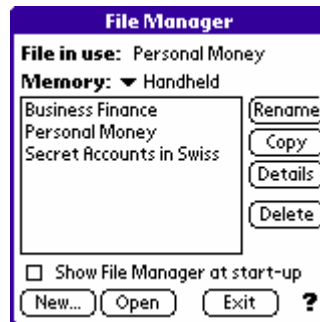 File Manager
File in use: Personal Money
Memory: Handheld
Business Finance
Personal Money
Secret Accounts in Swiss
Rename
Copy
Details
Delete
Show File Manager at start-up
New... Open Exit ?